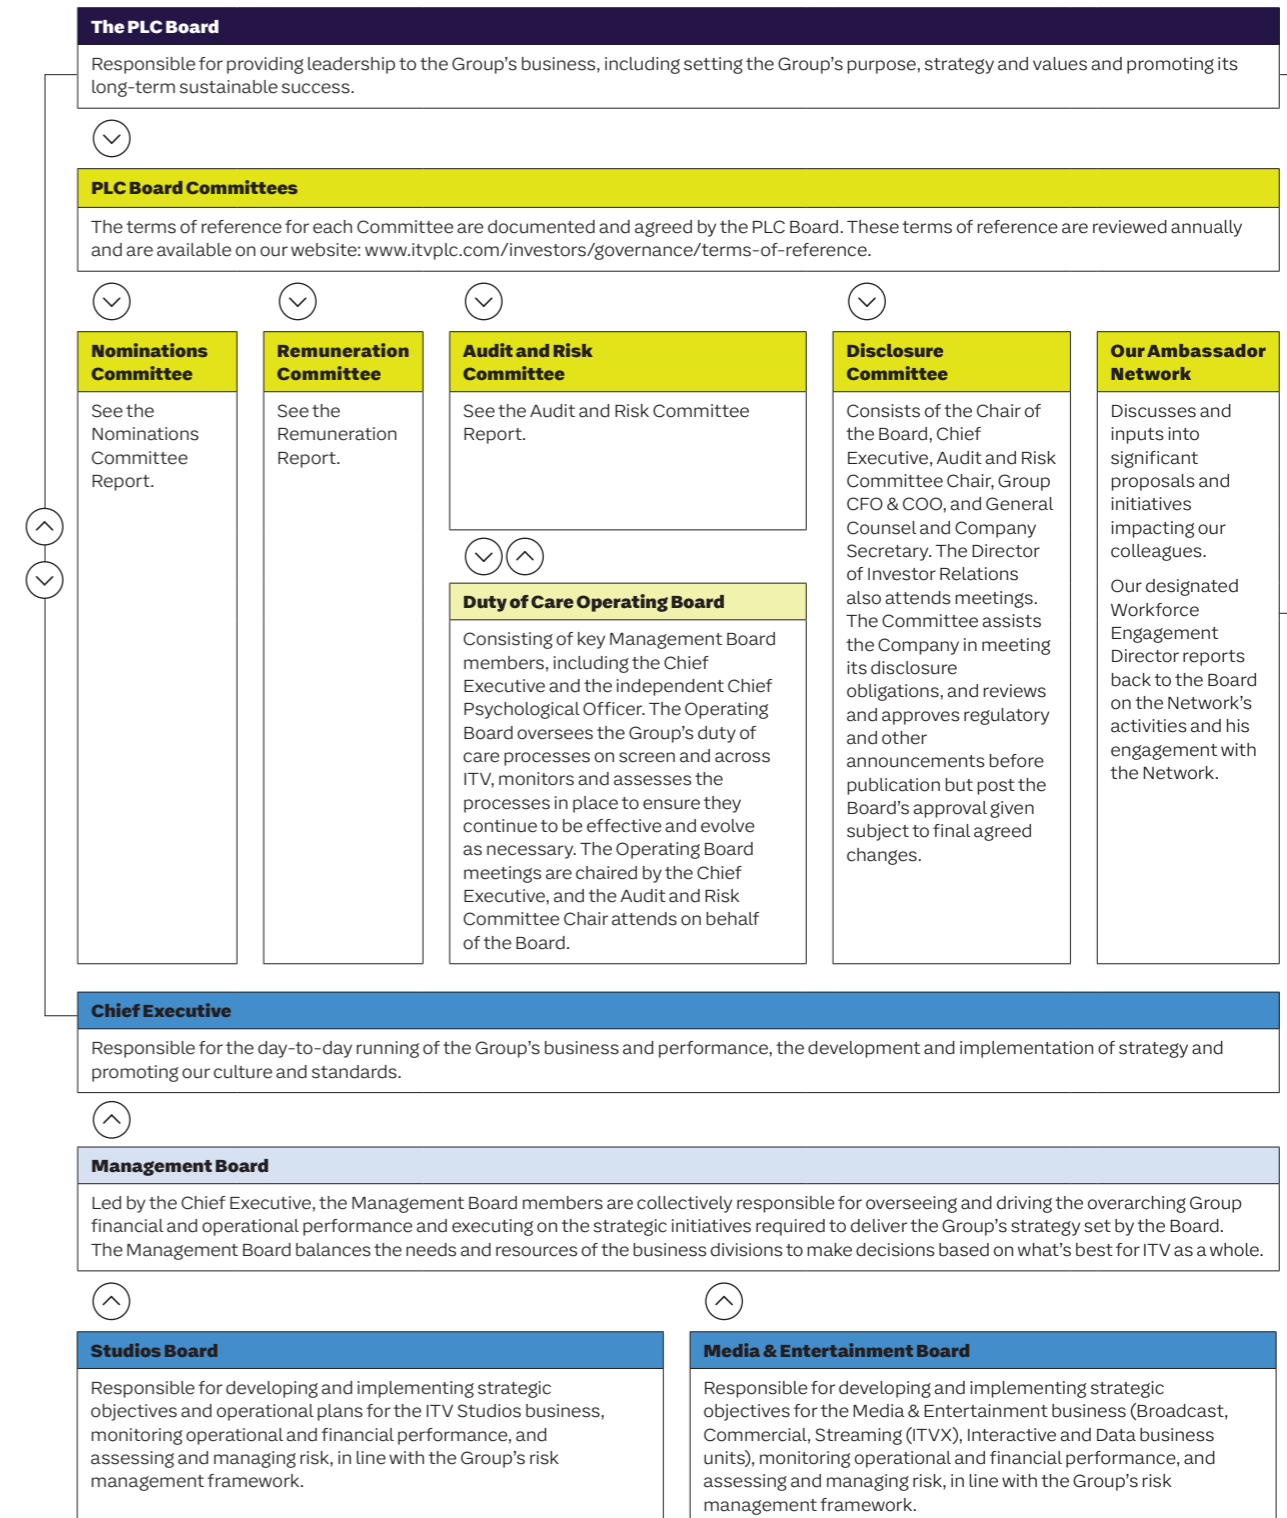 The PLC Board
Responsible for providing leadership to the Group's business, including setting the Group's purpose, strategy and values and promoting its
long-term sustainable success.
PLC Board Committees
The terms of reference for each Committee are documented and agreed by the PLC Board. These terms of reference are reviewed annually
and are available on our website: www.itvplc.com/investors/governance/terms-of-reference.
Nominations
Committee
See the
Nominations
Committee
Report.
Remuneration
Committee
See the
Remuneration
Report.
Audit and Risk
Committee
See the Audit and Risk Committee
Report.
Duty of Care Operating Board
Consisting of key Management Board
members, including the Chief
Executive and the independent Chief
Psychological Officer. The Operating
Board oversees the Group's duty of
care processes on screen and across
ITV, monitors and assesses the
processes in place to ensure they
continue to be effective and evolve
as necessary. The Operating Board
meetings are chaired by the Chief
Executive, and the Audit and Risk
Committee Chair attends on behalf
of the Board.
Disclosure
Committee
Consists of the Chair of
the Board, Chief
Executive, Audit and Risk
Committee Chair, Group
CFO & COO, and General
Counsel and Company
Secretary. The Director
of Investor Relations
also attends meetings.
The Committee assists
the Company in meeting
its disclosure
obligations, and reviews
and approves regulatory
and other
announcements before
publication but post the
Board's approval given
subject to final agreed
changes.
Our Ambassador
Network
Discusses and
inputs into
significant
proposals and
initiatives
impacting our
colleagues.
Our designated
Workforce
Engagement
Director reports
back to the Board
on the Network's
activities and his
engagement with
the Network.
Chief Executive
Responsible for the day-to-day running of the Group's business and performance, the development and implementation of strategy and
promoting our culture and standards.
Management Board
Led by the Chief Executive, the Management Board members are collectively responsible for overseeing and driving the overarching Group
financial and operational performance and executing on the strategic initiatives required to deliver the Group's strategy set by the Board.
The Management Board balances the needs and resources of the business divisions to make decisions based on what's best for ITV as a whole.
Studios Board
Responsible for developing and implementing strategic
objectives and operational plans for the ITV Studios business,
monitoring operational and financial performance, and
assessing and managing risk, in line with the Group's risk
management framework.
Media & Entertainment Board
Responsible for developing and implementing strategic
objectives for the Media & Entertainment business (Broadcast,
Commercial, Streaming (ITVX), Interactive and Data business
units), monitoring operational and financial performance, and
assessing and managing risk, in line with the Group's risk
management framework.